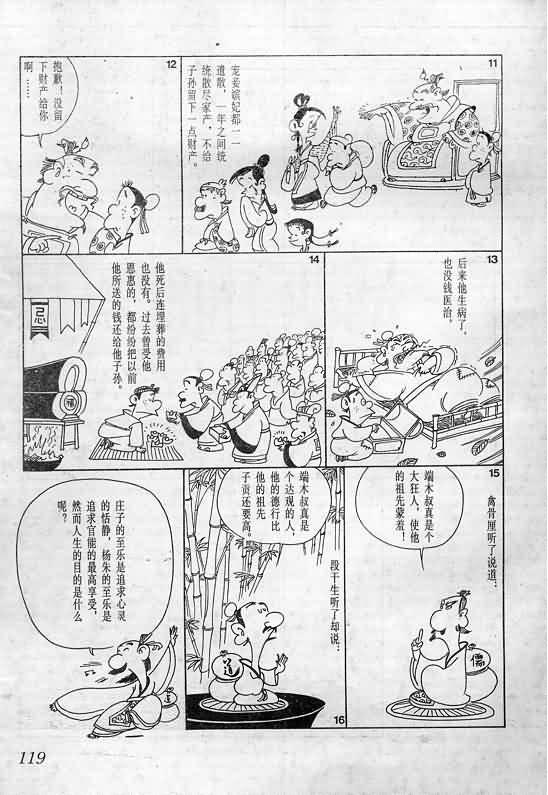 11
宠妾嫔妃都一一
遣散，一年之间统
统散尽家产，不给
子孙留下一点财产。
12
抱歉！没留
下财产给你
啊……
13
后来他生病了，
也没钱医治。
14
他死后连埋葬的费用
也没有。过去曾受他
恩惠的，都纷纷把以前
他所送的钱还给他子孙。
忌
福
15
禽骨厘听了说道：
端木叔真是个
大狂人，使他
的祖先蒙羞！
儒
16
段干生听了却说：
端木叔真是
个达观的人，
他的德行比
他的祖先
子贡还要高。
道
庄子的至乐是追求心灵
的恬静，杨朱的至乐是
追求官能的最高享受，
然而人生的目的是什么
呢？
119